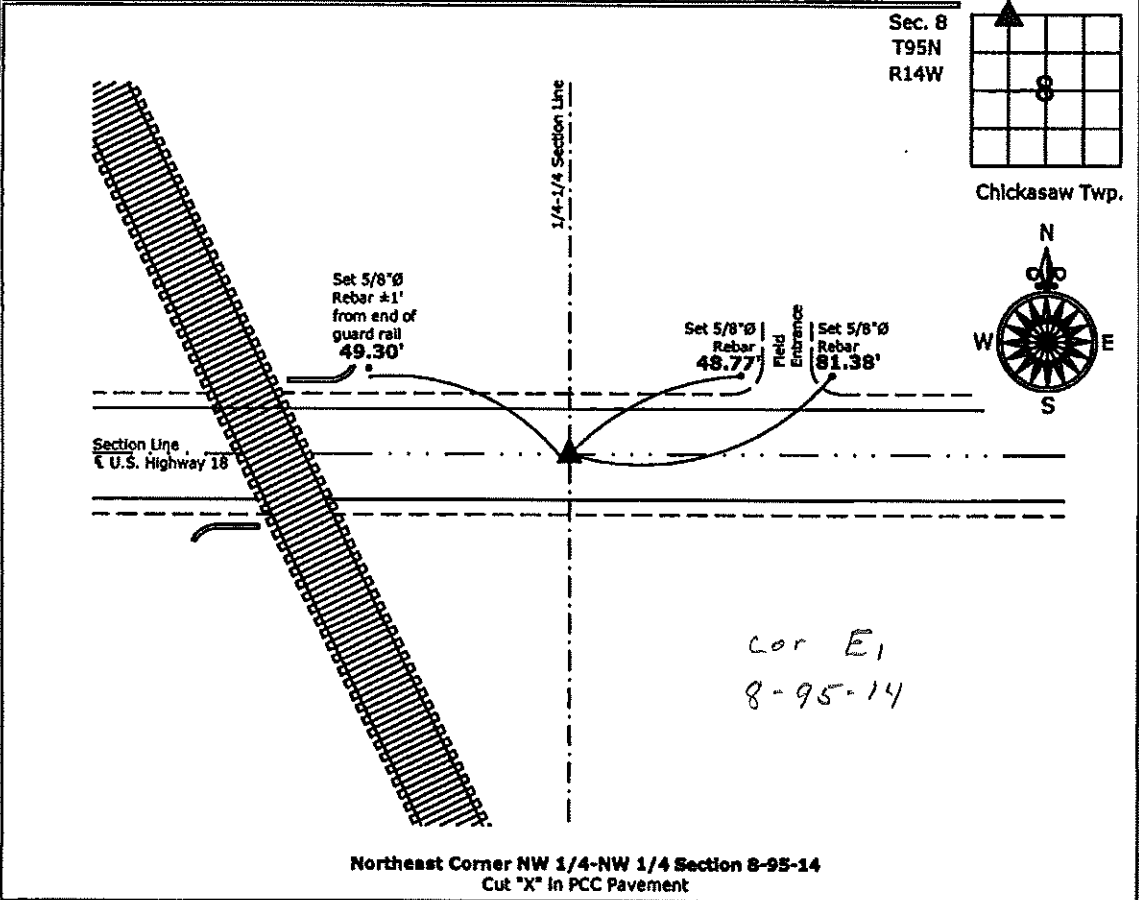 Sec. 8
T95N
R14W
8
Chickasaw Twp.
N
W
E
S
1/4-1/4 Section Line
Set 5/8"Ø
Rebar ±1'
from end of
guard rail
49.30'
Set 5/8"Ø
Rebar
48.77'
Field
Entrance
Set 5/8"Ø
Rebar
81.38'
Section Line
℄ U.S. Highway 18
Cor E1
8-95-14
Northeast Corner NW 1/4-NW 1/4 Section 8-95-14
Cut "X" in PCC Pavement